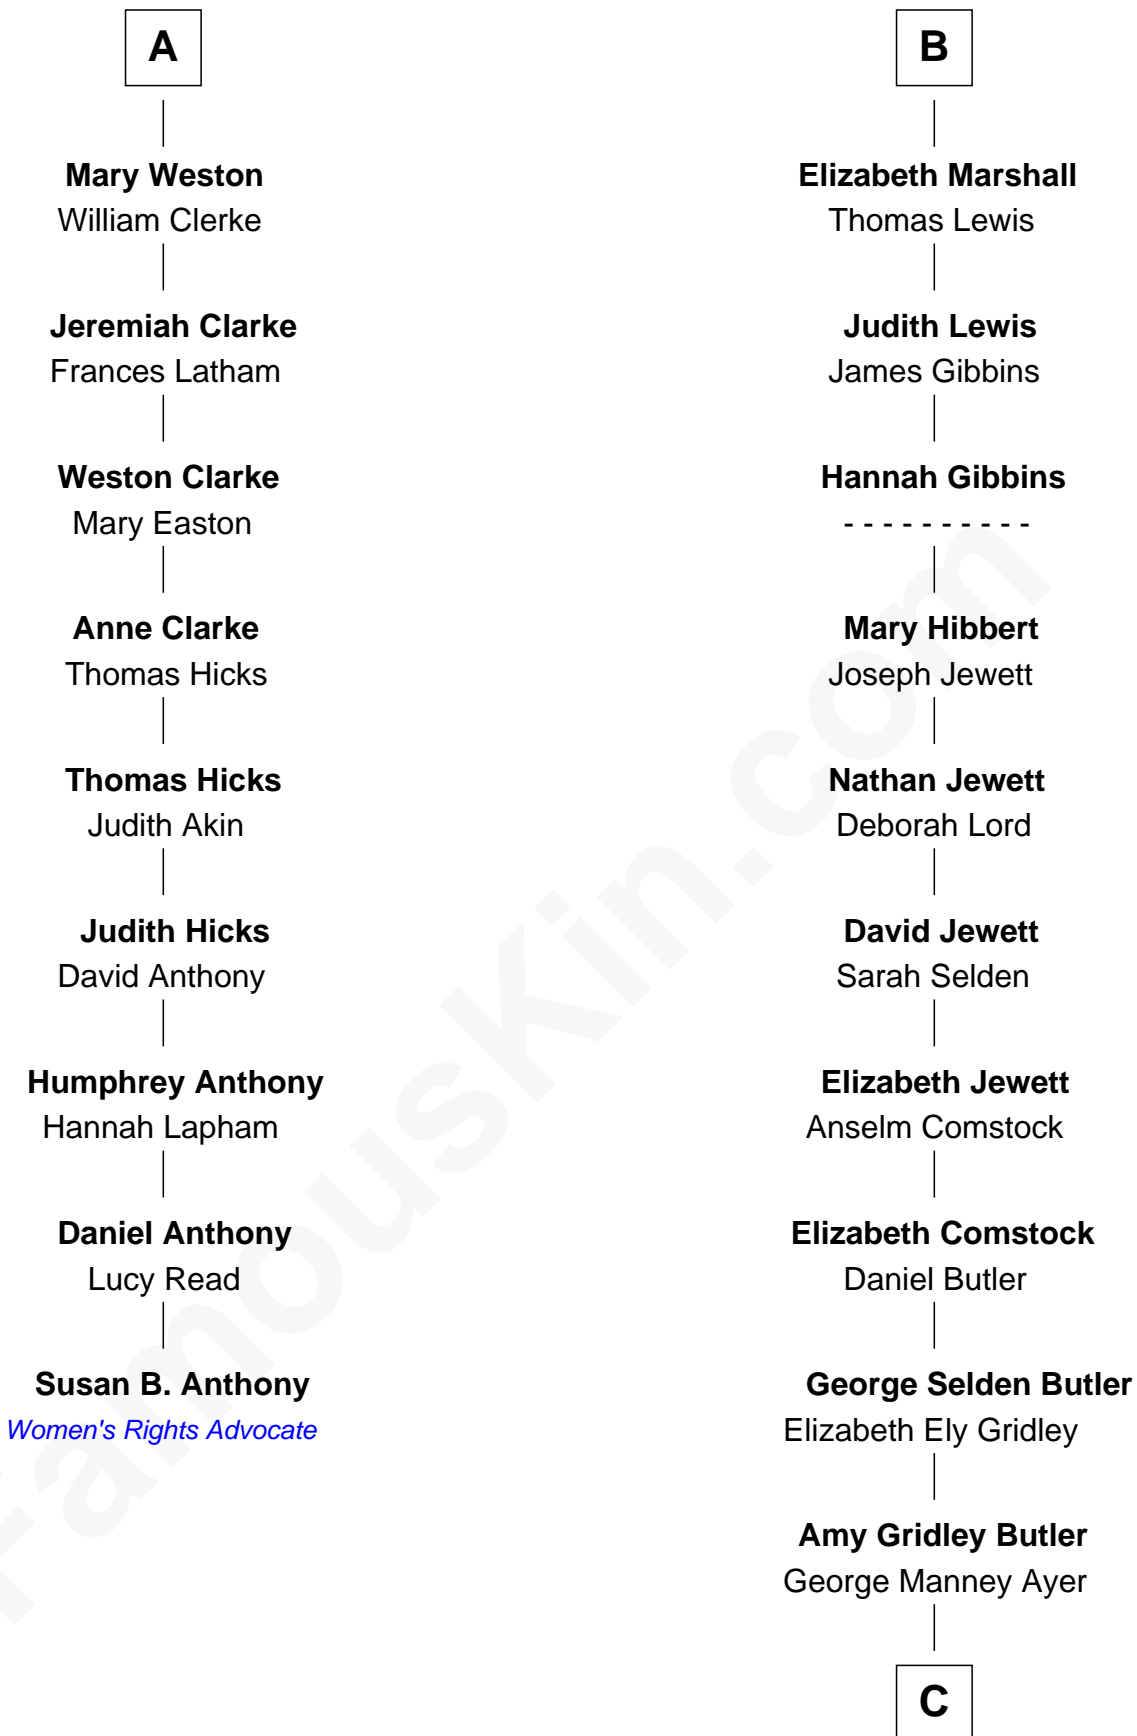 A
Mary Weston
William Clerke
Jeremiah Clarke
Frances Latham
Weston Clarke
Mary Easton
Anne Clarke
Thomas Hicks
Thomas Hicks
Judith Akin
Judith Hicks
David Anthony
Humphrey Anthony
Hannah Lapham
Daniel Anthony
Lucy Read
Susan B. Anthony
Women's Rights Advocate
B
Elizabeth Marshall
Thomas Lewis
Judith Lewis
James Gibbins
Hannah Gibbins
- - - - - - - - - -
Mary Hibbert
Joseph Jewett
Nathan Jewett
Deborah Lord
David Jewett
Sarah Selden
Elizabeth Jewett
Anselm Comstock
Elizabeth Comstock
Daniel Butler
George Selden Butler
Elizabeth Ely Gridley
Amy Gridley Butler
George Manney Ayer
C
FamousKin.com